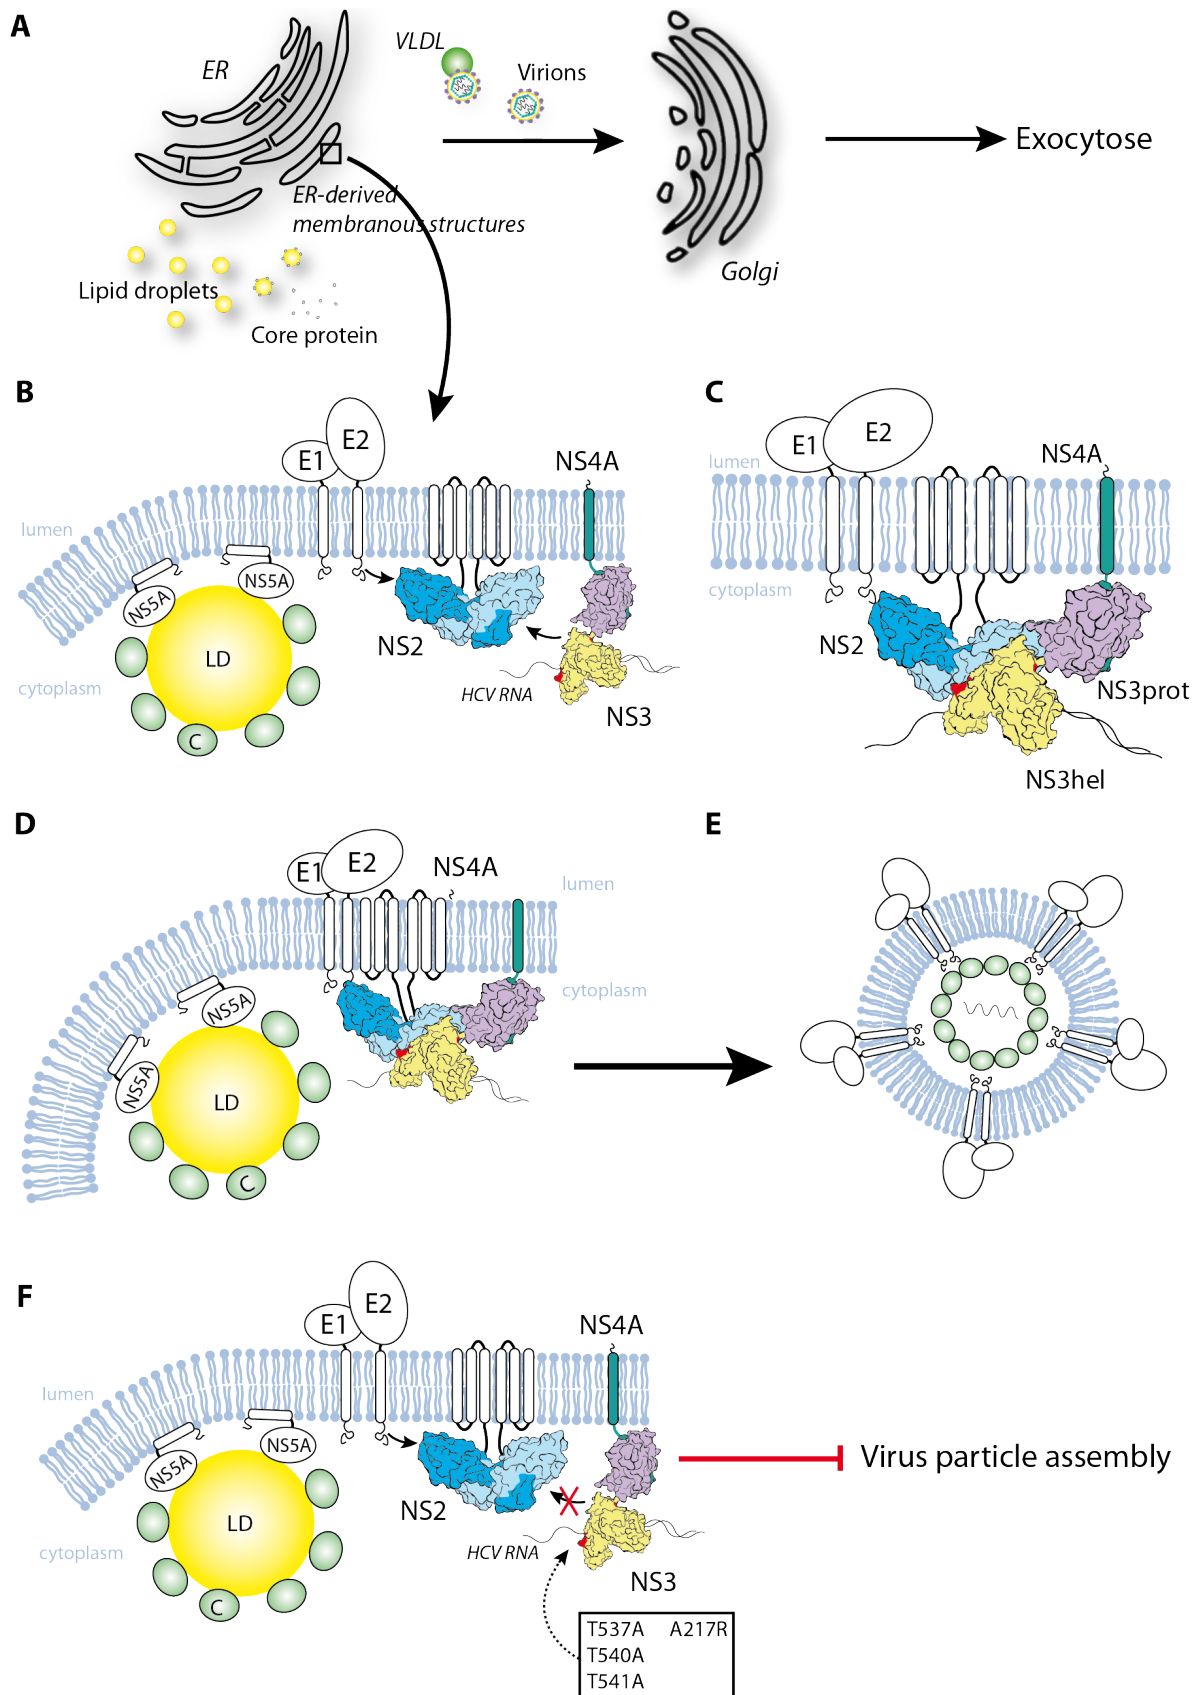 A
ER
VLDL
Virions
Exocytose
ER-derived
membranous structures
Golgi
Lipid droplets
Core protein
B
E1
E2
NS4A
lumen
NS5A
NS5A
LD
NS2
cytoplasm
HCV RNA
NS3
C
C
E1
E2
NS4A
lumen
cytoplasm
NS2
NS3prot
NS3hel
D
E1
E2
NS4A
lumen
cytoplasm
NS5A
NS5A
LD
C
E
F
E1
E2
NS4A
lumen
NS5A
NS5A
Virus particle assembly
NS2
LD
cytoplasm
HCV RNA
NS3
C
T537A A217R
T540A
T541A